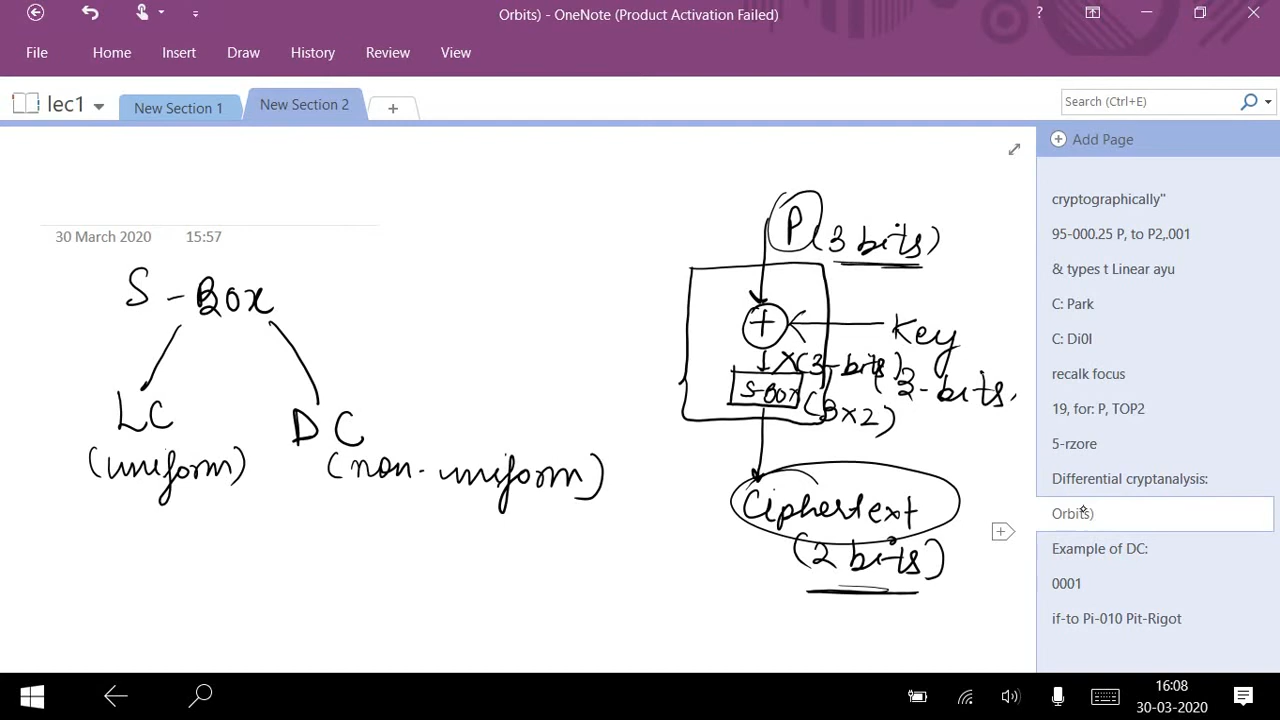 Orbits) - OneNote (Product Activation Failed)
?
File Home Insert Draw History Review View
lec1 New Section 1 New Section 2 +
Search (Ctrl+E)
Add Page
30 March 2020 15:57
S-Box
LC DC
(uniform) (non-uniform)
P (3 bits)
+ Key
X(3-bits) (3-bits)
S-BOX (3x2)
Ciphertext
(2 bits)
cryptographically"
95-000.25 P, to P2,.001
& types t Linear ayu
C: Park
C: Di0I
recalk focus
19, for: P, TOP2
5-rzore
Differential cryptanalysis:
Orbits)
Example of DC:
0001
if-to Pi-010 Pit-Rigot
16:08
30-03-2020